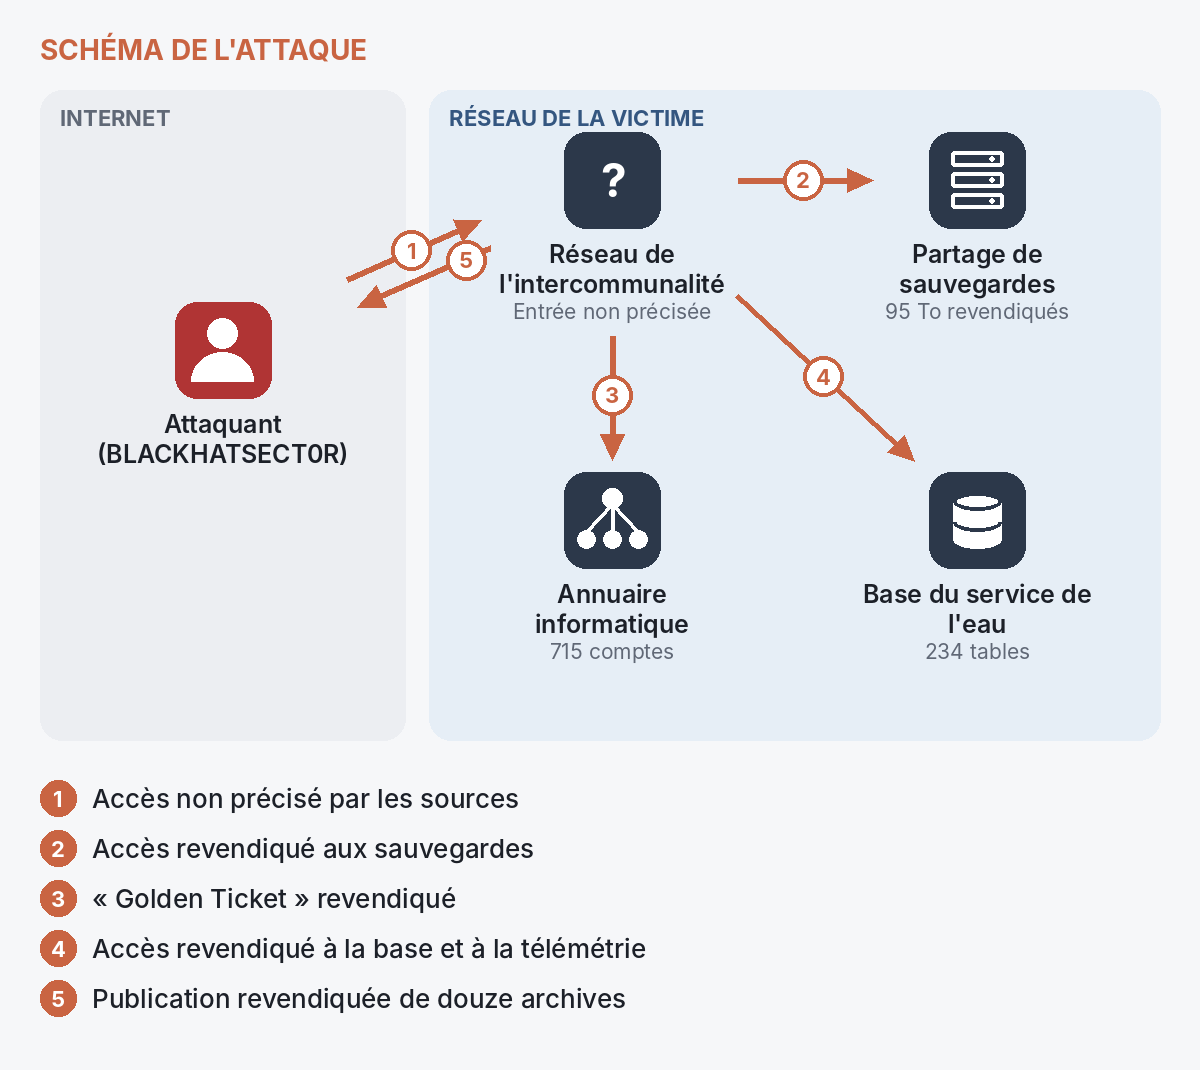 SCHÉMA DE L'ATTAQUE
INTERNET
RÉSEAU DE LA VICTIME
?
2
1
5
Réseau de
l'intercommunalité
Entrée non précisée
Partage de
sauvegardes
95 To revendiqués
4
3
Attaquant
(BLACKHATSECT0R)
Annuaire
informatique
715 comptes
Base du service de
l'eau
234 tables
1 Accès non précisé par les sources
2 Accès revendiqué aux sauvegardes
3 « Golden Ticket » revendiqué
4 Accès revendiqué à la base et à la télémétrie
5 Publication revendiquée de douze archives